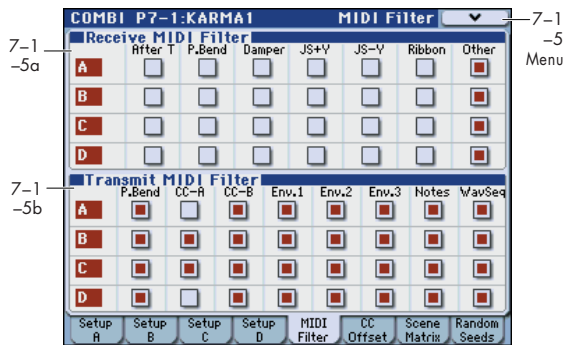 COMBI P7-1:KARMA1 MIDI Filter
7-1
-5
Menu
7-1
-5a
Receive MIDI Filter
After T P.Bend Damper JS+Y JS-Y Ribbon Other
A
B
C
D
7-1
-5b
Transmit MIDI Filter
P.Bend CC-A CC-B Env.1 Env.2 Env.3 Notes WavSeq
A
B
C
D
Setup A Setup B Setup C Setup D MIDI Filter CC Offset Scene Matrix Random Seeds